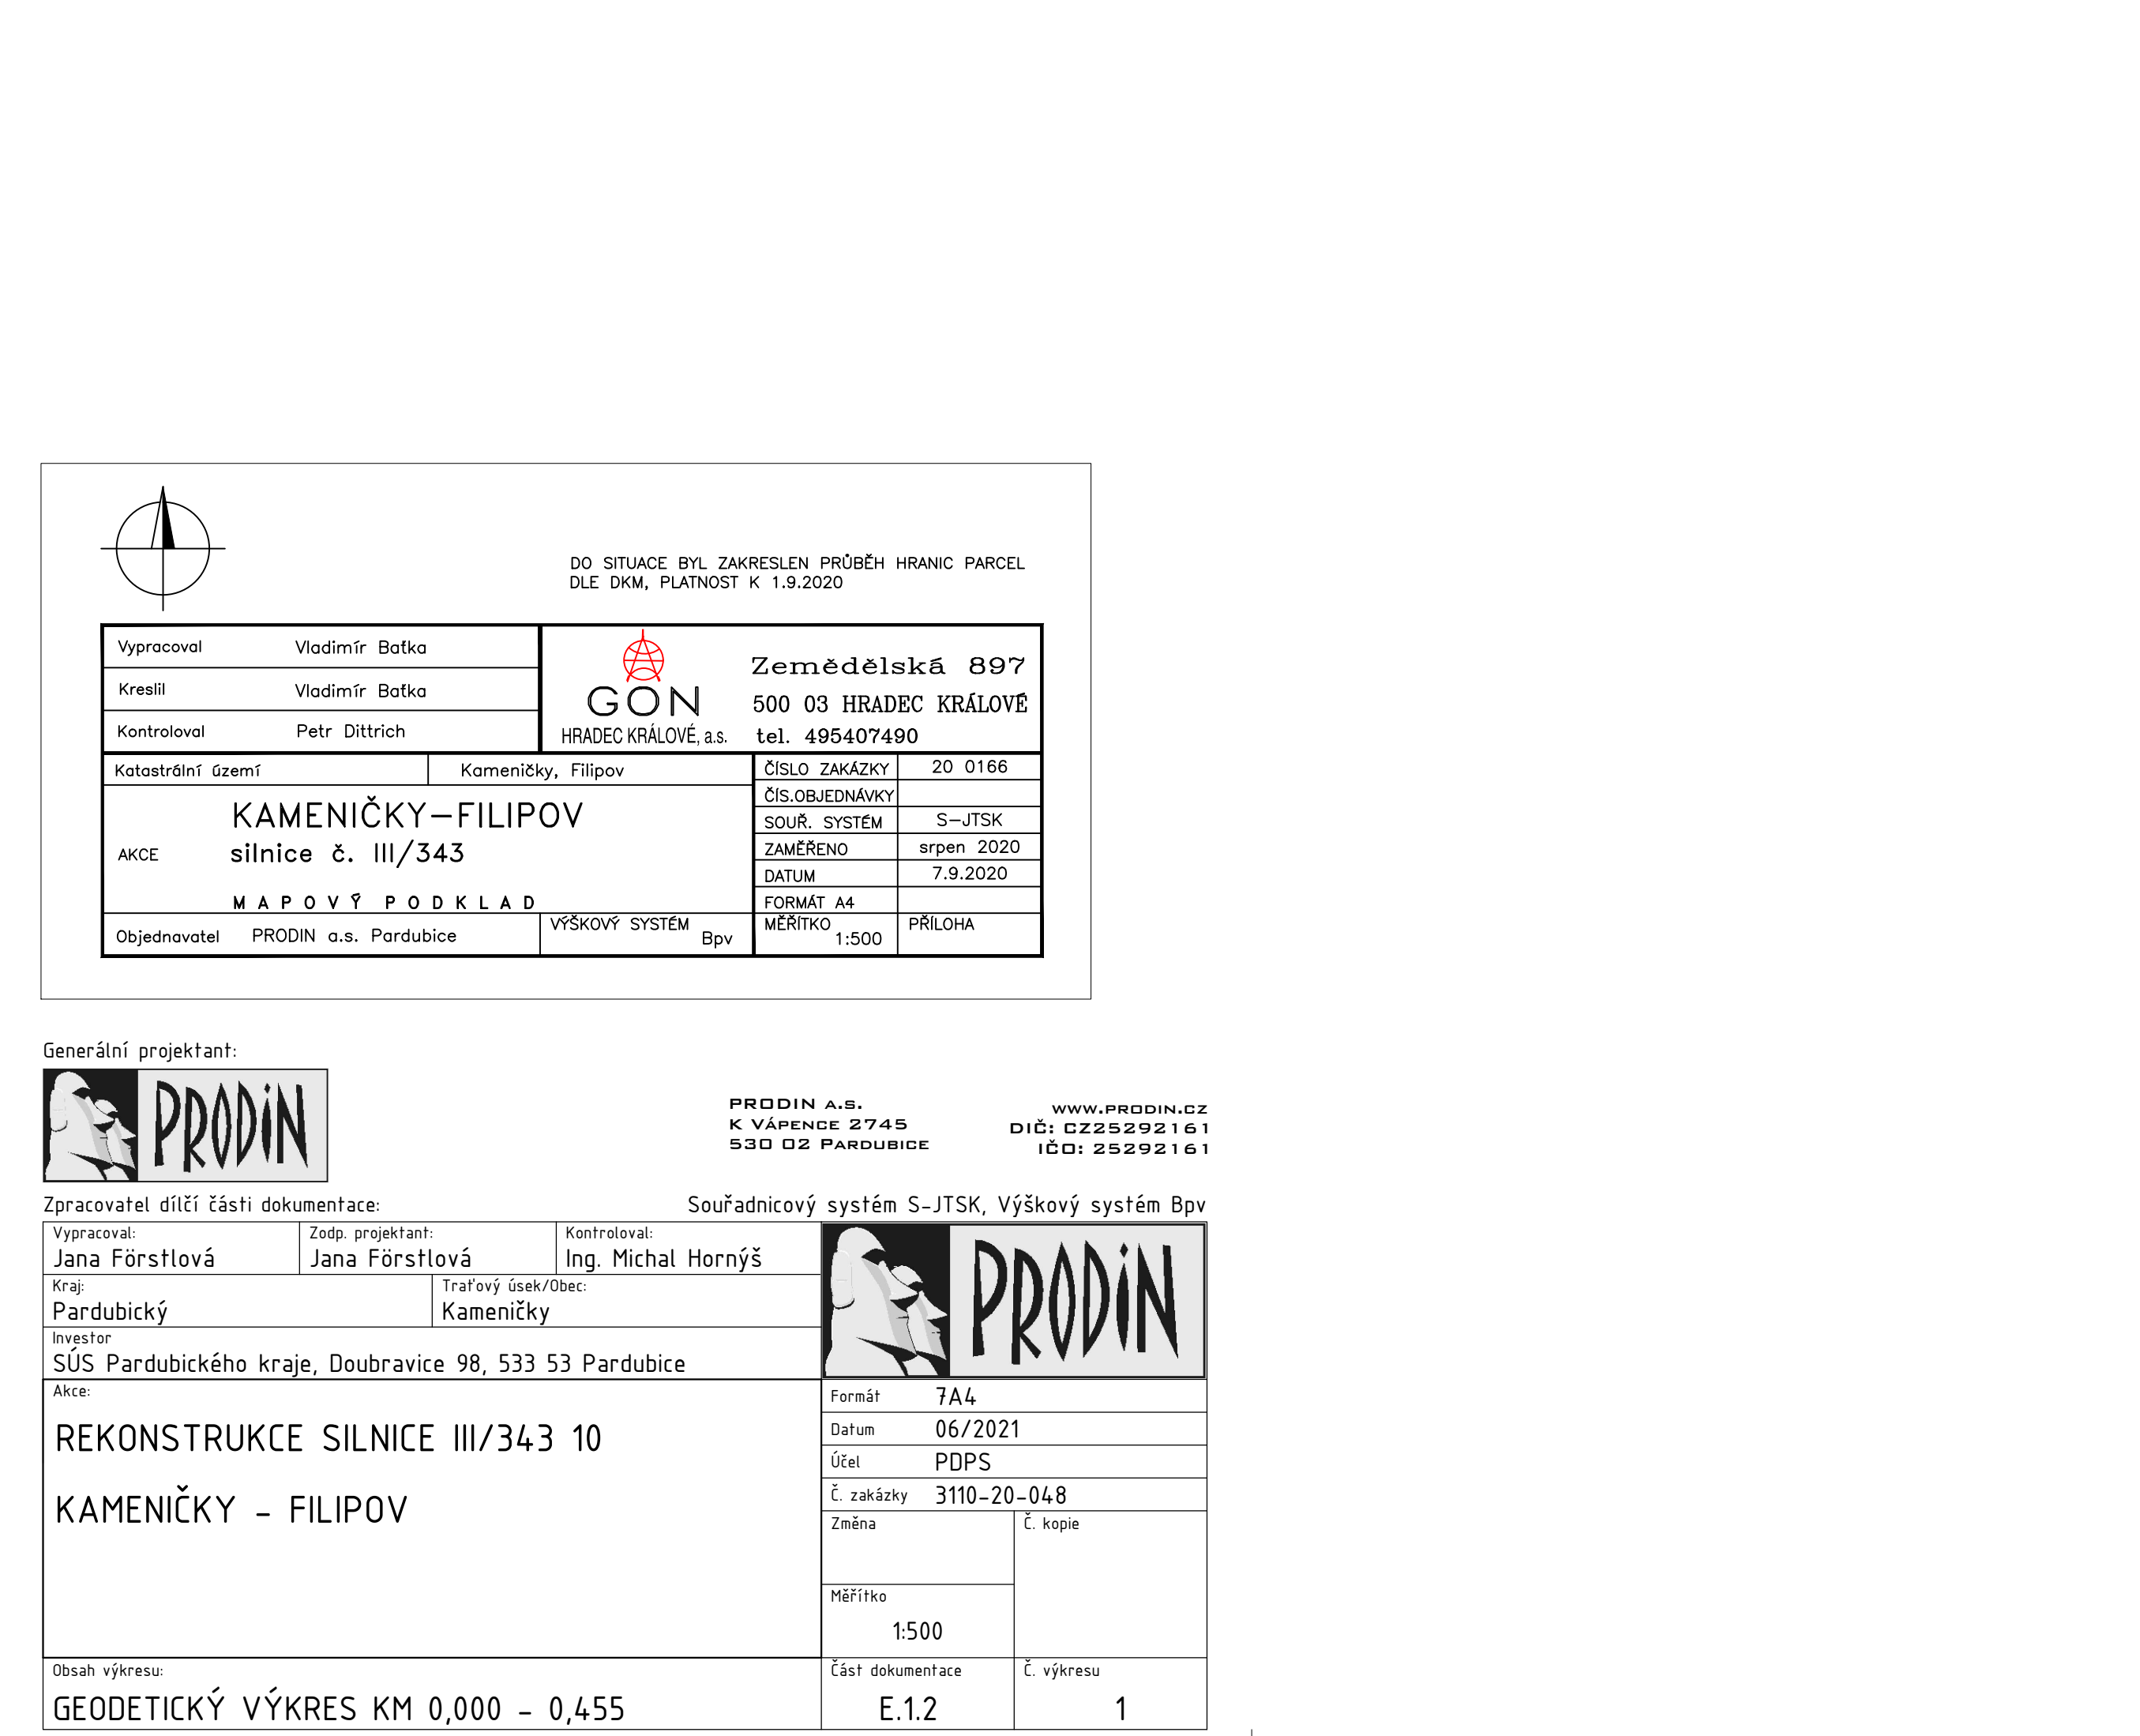 DO SITUACE BYL ZAKRESLEN PRŮBĚH HRANIC PARCEL
DLE DKM, PLATNOST K 1.9.2020
Vypracoval Vladimír Baťka
Kreslil Vladimír Baťka
Kontroloval Petr Dittrich
GON
HRADEC KRÁLOVÉ, a.s.
Zemědělská 897
500 03 HRADEC KRÁLOVÉ
tel. 495407490
Katastrální území Kameničky, Filipov
AKCE
KAMENIČKY–FILIPOV
silnice č. III/343
MAPOVÝ PODKLAD
Objednavatel PRODIN a.s. Pardubice
VÝŠKOVÝ SYSTÉM
Bpv
ČÍSLO ZAKÁZKY 20 0166
ČÍS.OBJEDNÁVKY
SOUŘ. SYSTÉM S–JTSK
ZAMĚŘENO srpen 2020
DATUM 7.9.2020
FORMÁT A4
MĚŘÍTKO
1:500
PŘÍLOHA
Generální projektant:
PRODIN
PRODIN a.s.
K Vápence 2745
530 02 Pardubice
www.prodin.cz
DIČ: CZ25292161
IČO: 25292161
Zpracovatel dílčí části dokumentace:
Souřadnicový systém S-JTSK, Výškový systém Bpv
Vypracoval:
Jana Förstlová
Zodp. projektant:
Jana Förstlová
Kontroloval:
Ing. Michal Hornýš
Kraj:
Pardubický
Traťový úsek/Obec:
Kameničky
Investor
SÚS Pardubického kraje, Doubravice 98, 533 53 Pardubice
PRODIN
Akce:
REKONSTRUKCE SILNICE III/343 10
KAMENIČKY - FILIPOV
Formát 7A4
Datum 06/2021
Účel PDPS
Č. zakázky 3110-20-048
Změna
Č. kopie
Měřítko
1:500
Obsah výkresu:
GEODETICKÝ VÝKRES KM 0,000 - 0,455
Část dokumentace
E.1.2
Č. výkresu
1